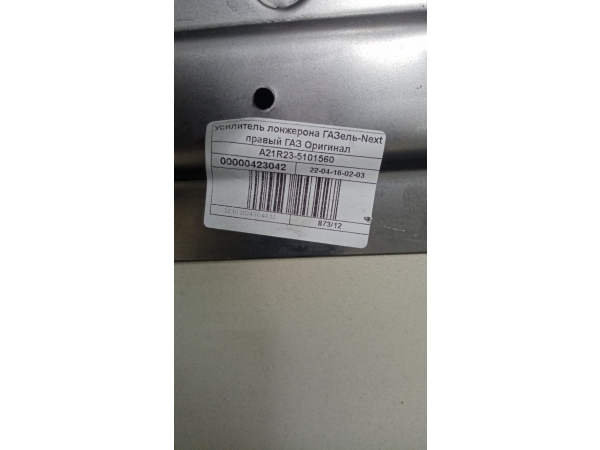 Усилитель лонжерона ГАЗель-Next
правый ГАЗ Оригинал
A21R23-5101560
00000423042 22-04-16-02-03
873/12